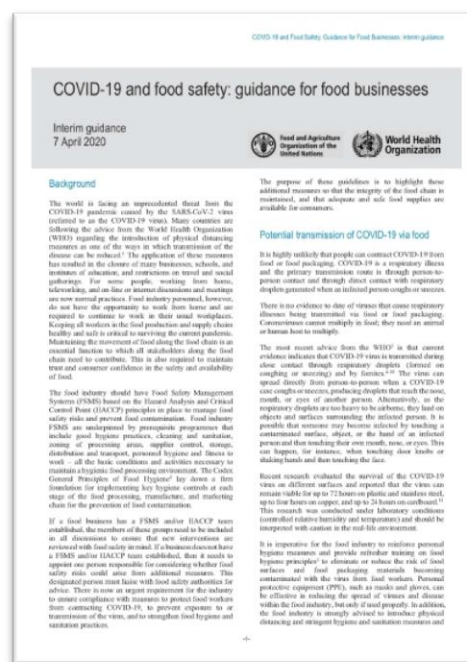 COVID-19 and Food Safety: Guidance for Food Businesses: Interim guidance
COVID-19 and food safety: guidance for food businesses
Interim guidance
7 April 2020
Food and Agriculture
Organization of the
United Nations
World Health
Organization
Background
The world is facing an unprecedented threat from the
COVID-19 pandemic caused by the SARS-CoV-2 virus
(referred to as the COVID-19 virus). Many countries are
following the advice from the World Health Organization
(WHO) regarding the introduction of physical distancing
measures as one of the ways in which transmission of the
disease can be reduced.1 The application of these measures
has resulted in the closure of many businesses, schools, and
institutes of education, and restrictions on travel and social
gatherings. For some people, working from home,
teleworking, and on-line or internet discussions and meetings
are now normal practices. Food industry personnel, however,
do not have the opportunity to work from home and are
required to continue to work in their usual workplaces.
Keeping all workers in the food production and supply chains
healthy and safe is critical to surviving the current pandemic.
Maintaining the movement of food along the food chain is an
essential function to which all stakeholders along the food
chain need to contribute. This is also required to maintain
trust and consumer confidence in the safety and availability
of food.
The food industry should have Food Safety Management
Systems (FSMS) based on the Hazard Analysis and Critical
Control Point (HACCP) principles in place to manage food
safety risks and prevent food contamination. Food industry
FSMS are underpinned by prerequisite programmes that
include good hygiene practices, cleaning and sanitation,
zoning of processing areas, supplier control, storage,
distribution and transport, personnel hygiene and fitness to
work – all the basic conditions and activities necessary to
maintain a hygienic food processing environment. The Codex
General Principles of Food Hygiene2 lay down a firm
foundation for implementing key hygiene controls at each
stage of the food processing, manufacture, and marketing
chain for the prevention of food contamination.
If a food business has a FSMS and/or HACCP team
established, the members of these groups need to be included
in all discussions to ensure that new interventions are
reviewed with food safety in mind. If a business does not have
a FSMS and/or HACCP team established, then it needs to
appoint one person responsible for considering whether food
safety risks could arise from additional measures. This
designated person must liaise with food safety authorities for
advice. There is now an urgent requirement for the industry
to ensure compliance with measures to protect food workers
from contracting COVID-19, to prevent exposure to or
transmission of the virus, and to strengthen food hygiene and
sanitation practices.
The purpose of these guidelines is to highlight these
additional measures so that the integrity of the food chain is
maintained, and that adequate and safe food supplies are
available for consumers.
Potential transmission of COVID-19 via food
It is highly unlikely that people can contract COVID-19 from
food or food packaging. COVID-19 is a respiratory illness
and the primary transmission route is through person-to-
person contact and through direct contact with respiratory
droplets generated when an infected person coughs or sneezes.
There is no evidence to date of viruses that cause respiratory
illnesses being transmitted via food or food packaging.
Coronaviruses cannot multiply in food; they need an animal
or human host to multiply.
The most recent advice from the WHO is that current
evidence indicates that COVID-19 virus is transmitted during
close contact through respiratory droplets (formed on
coughing or sneezing) and by fomites. The virus can
spread directly from person-to-person when a COVID-19
case coughs or sneezes, producing droplets that reach the nose,
mouth, or eyes of another person. Alternatively, as the
respiratory droplets are too heavy to be airborne, they land on
objects and surfaces surrounding the infected person. It is
possible that someone may become infected by touching a
contaminated surface, object, or the hand of an infected
person and then touching their own mouth, nose, or eyes. This
can happen, for instance, when touching door knobs or
shaking hands and then touching the face.
Recent research evaluated the survival of the COVID-19
virus on different surfaces and reported that the virus can
remain viable for up to 72 hours on plastic and stainless steel,
up to four hours on copper, and up to 24 hours on cardboard.11
This research was conducted under laboratory conditions
(controlled relative humidity and temperature) and should be
interpreted with caution in the real-life environment.
It is imperative for the food industry to reinforce personal
hygiene measures and provide refresher training on food
hygiene principles to eliminate or reduce the risk of food
surfaces and food packaging materials becoming
contaminated with the virus from food workers. Personal
protective equipment (PPE), such as masks and gloves, can
be effective in reducing the spread of viruses and disease
within the food industry, but only if used properly. In addition,
the food industry is strongly advised to introduce physical
distancing and stringent hygiene and sanitation measures and
-1-